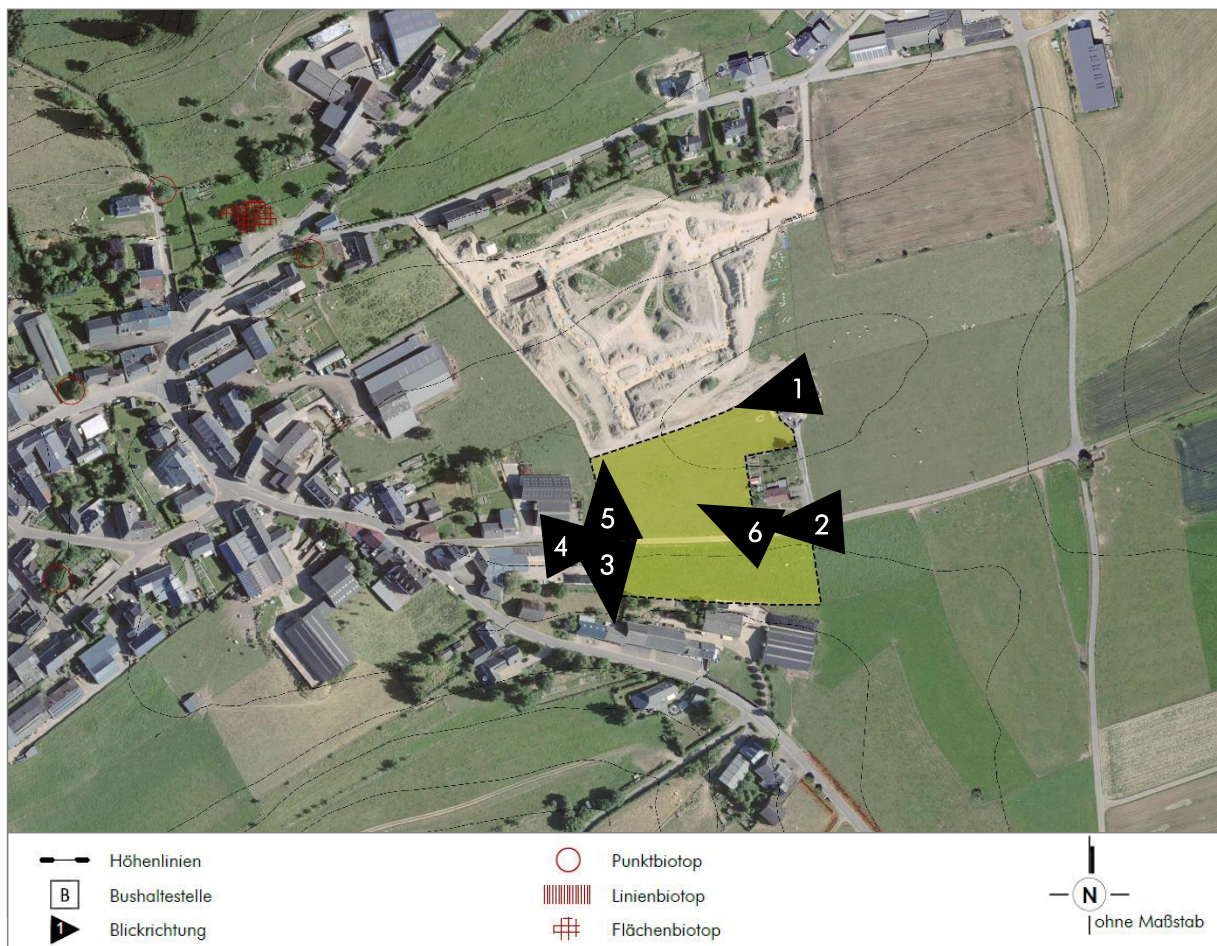 1
2
6
5
4
3
Höhenlinien
B Bushaltestelle
1 Blickrichtung
Punktbiotop
Linienbiotop
Flächenbiotop
N
ohne Maßstab